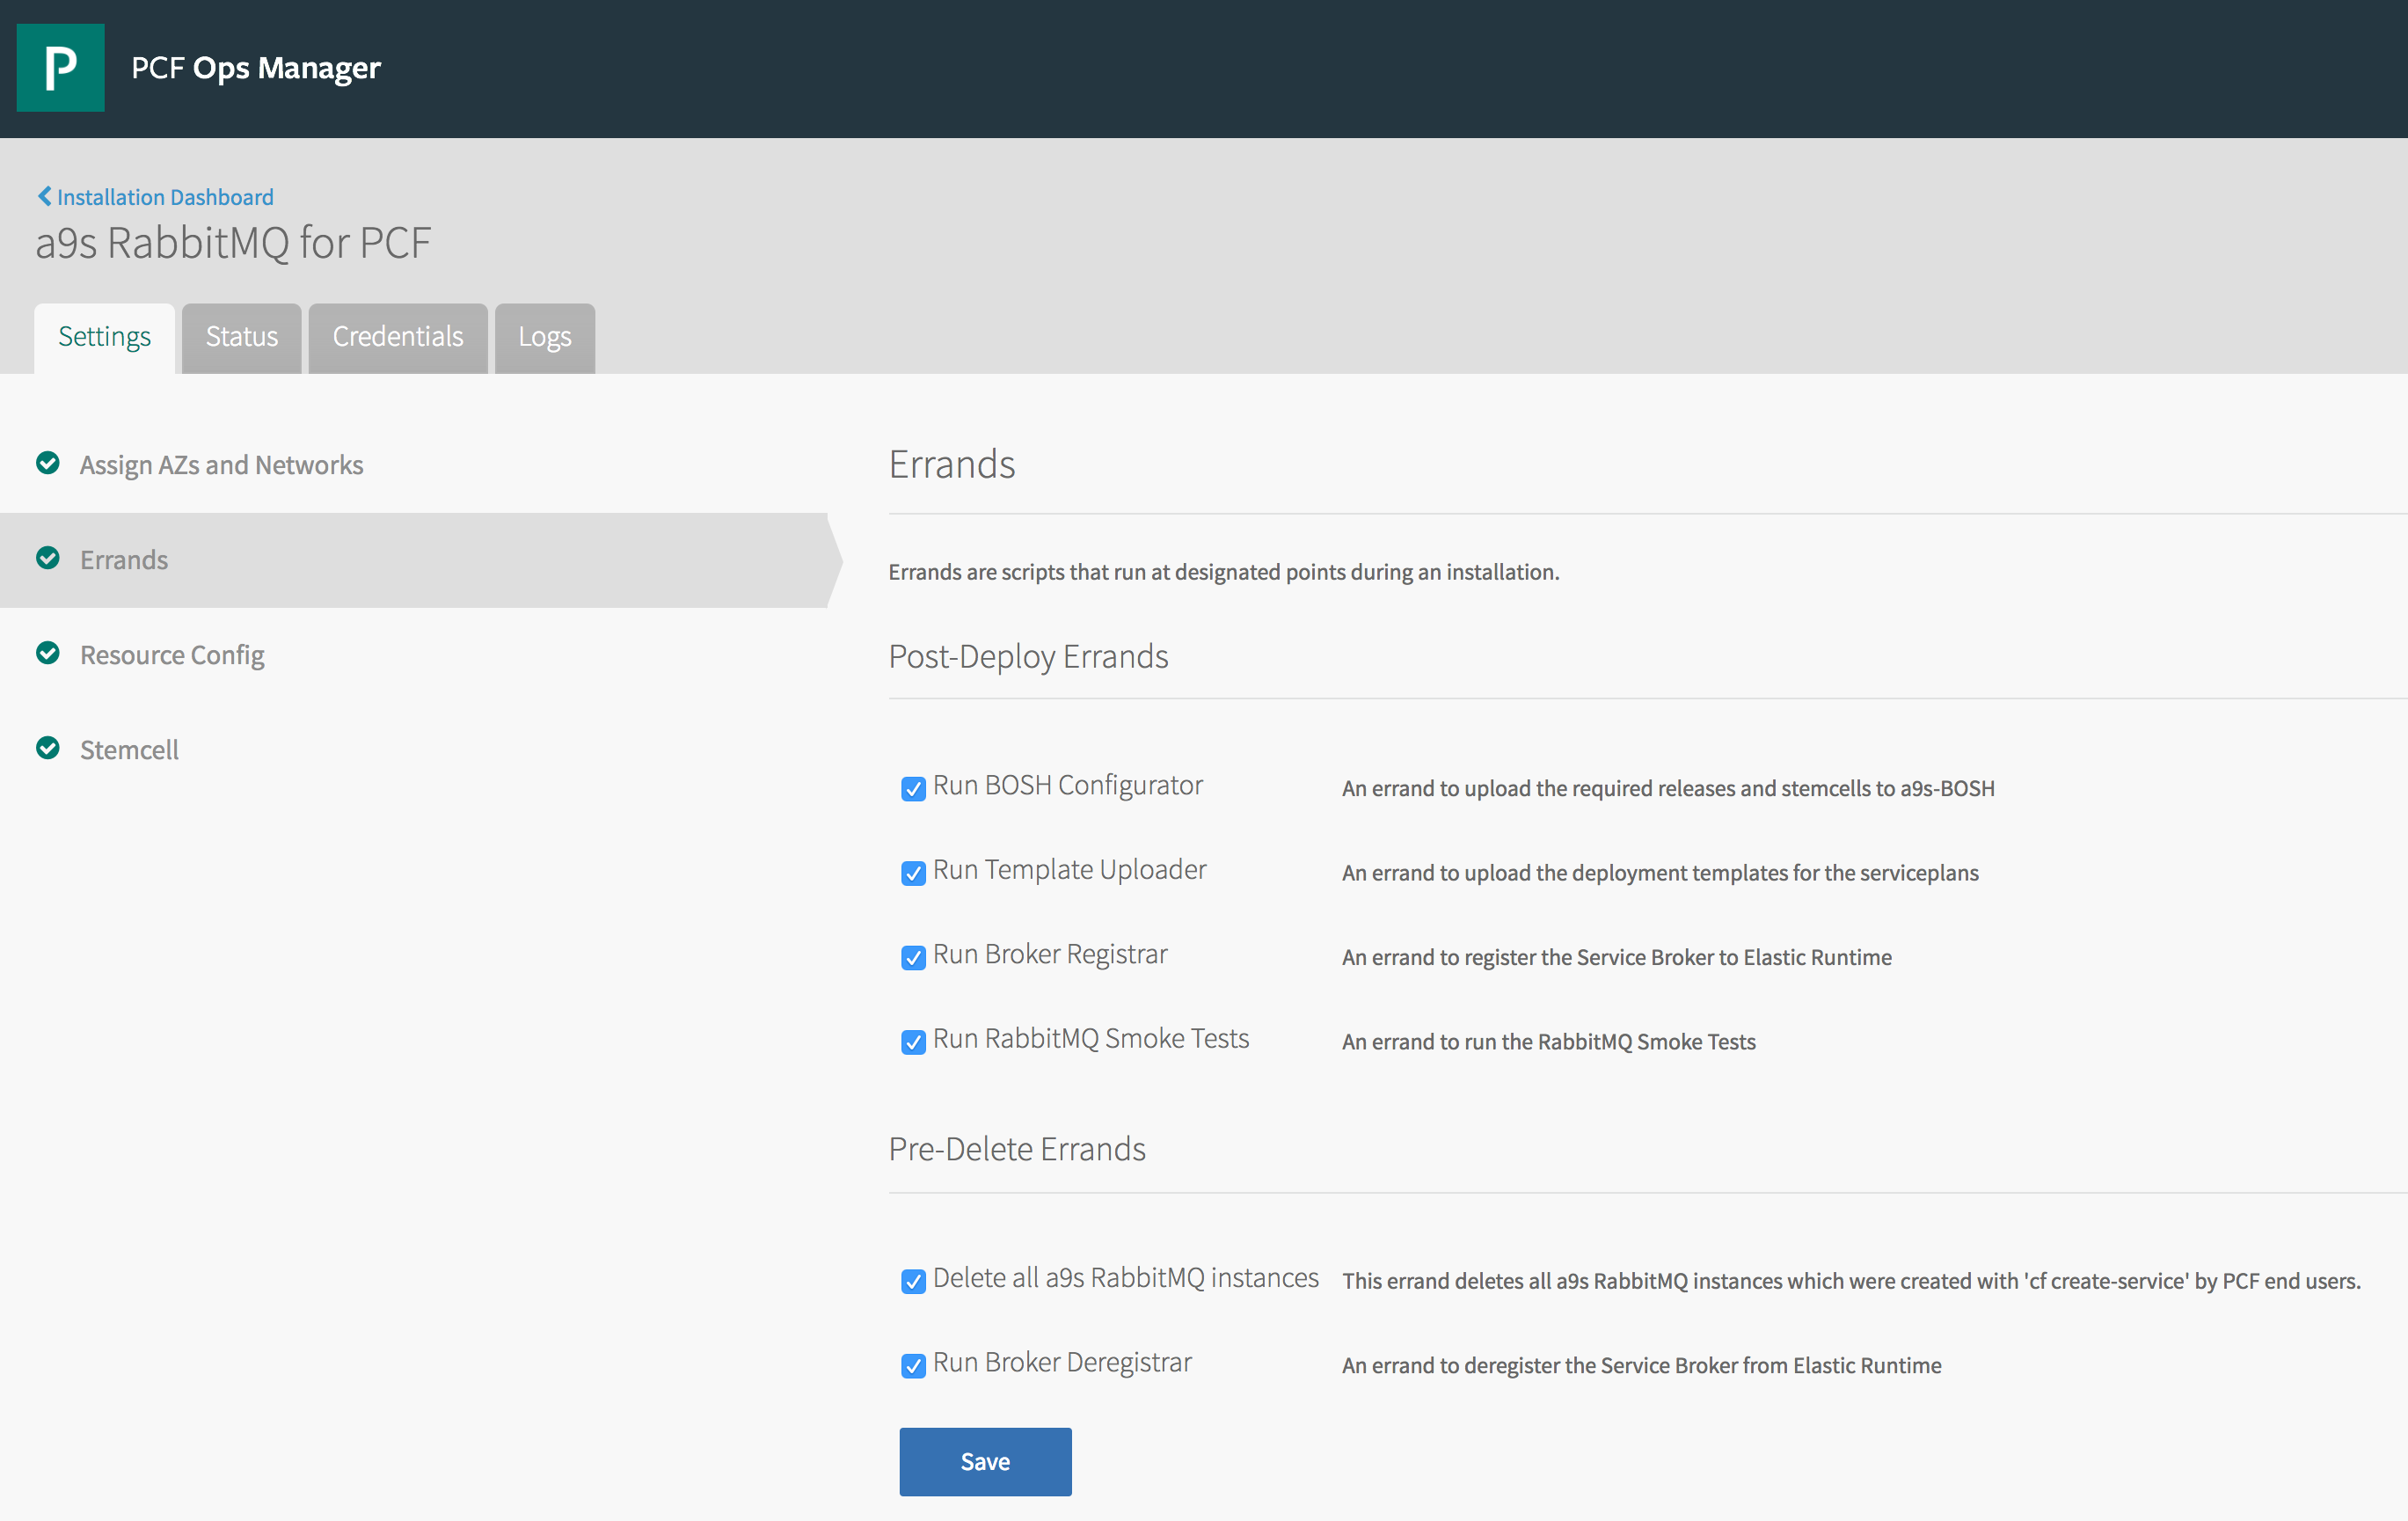 P
PCF Ops Manager
Installation Dashboard
a9s RabbitMQ for PCF
Settings
Status
Credentials
Logs
Assign AZs and Networks
Errands
Resource Config
Stemcell
Errands
Errands are scripts that run at designated points during an installation.
Post-Deploy Errands
Run BOSH Configurator
An errand to upload the required releases and stemcells to a9s-BOSH
Run Template Uploader
An errand to upload the deployment templates for the serviceplans
Run Broker Registrar
An errand to register the Service Broker to Elastic Runtime
Run RabbitMQ Smoke Tests
An errand to run the RabbitMQ Smoke Tests
Pre-Delete Errands
Delete all a9s RabbitMQ instances
This errand deletes all a9s RabbitMQ instances which were created with 'cf create-service' by PCF end users.
Run Broker Deregistrar
An errand to deregister the Service Broker from Elastic Runtime
Save